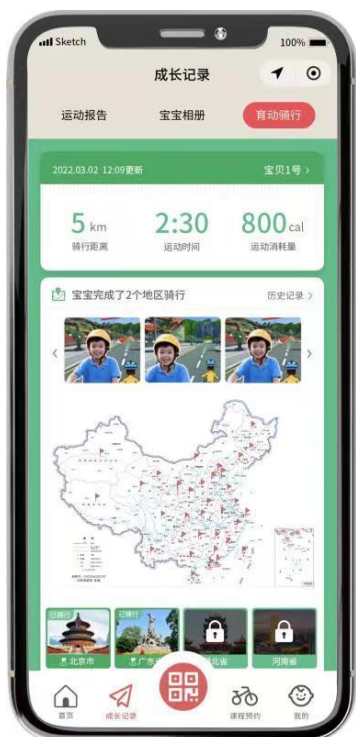 Sketch
100%
成长记录
运动报告
宝宝相册
育动骑行
2022.03.02 12:09更新
宝贝1号 >
5 km
2:30
800 cal
骑行距离
运动时间
运动消耗量
宝宝完成了2个地区骑行
历史记录 >
已骑行
已骑行
北京市
广东
北省
河南省
首页
成长记录
课程预约
我的